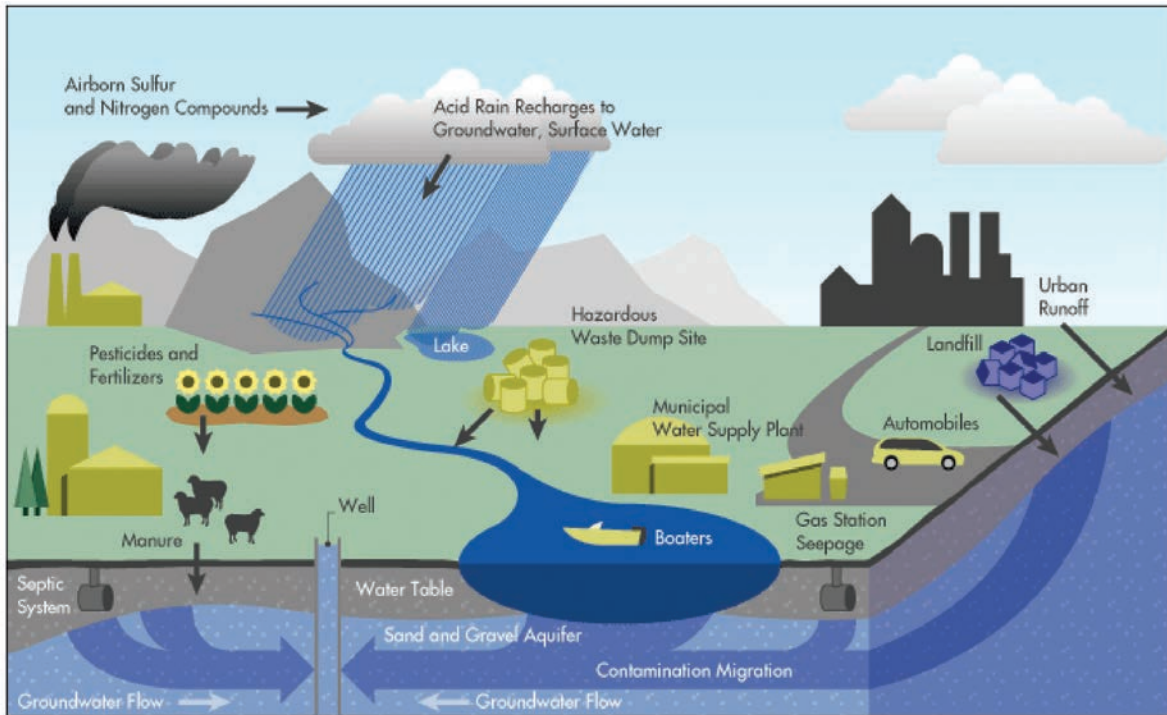 Airborn Sulfur
and Nitrogen Compounds
Acid Rain Recharges to
Groundwater, Surface Water
Urban
Runoff
Hazardous
Waste Dump Site
Lake
Landfill
Pesticides and
Fertilizers
Municipal
Water Supply Plant
Automobiles
Well
Gas Station
Seepage
Boaters
Manure
Septic
System
Water Table
Sand and Gravel Aquifer
Contamination Migration
Groundwater Flow
Groundwater Flow